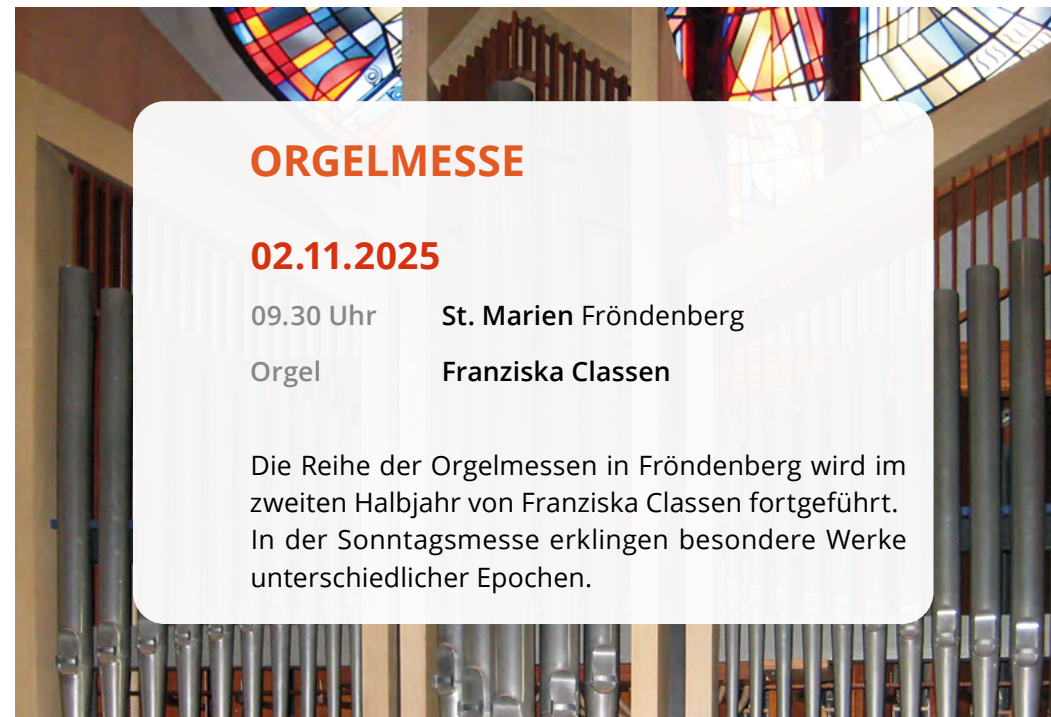 ORGELMESSE
02.11.2025
09.30 Uhr St. Marien Fröndenberg
Orgel Franziska Classen
Die Reihe der Orgelmessen in Fröndenberg wird im
zweiten Halbjahr von Franziska Classen fortgeführt.
In der Sonntagsmesse erklingen besondere Werke
unterschiedlicher Epochen.